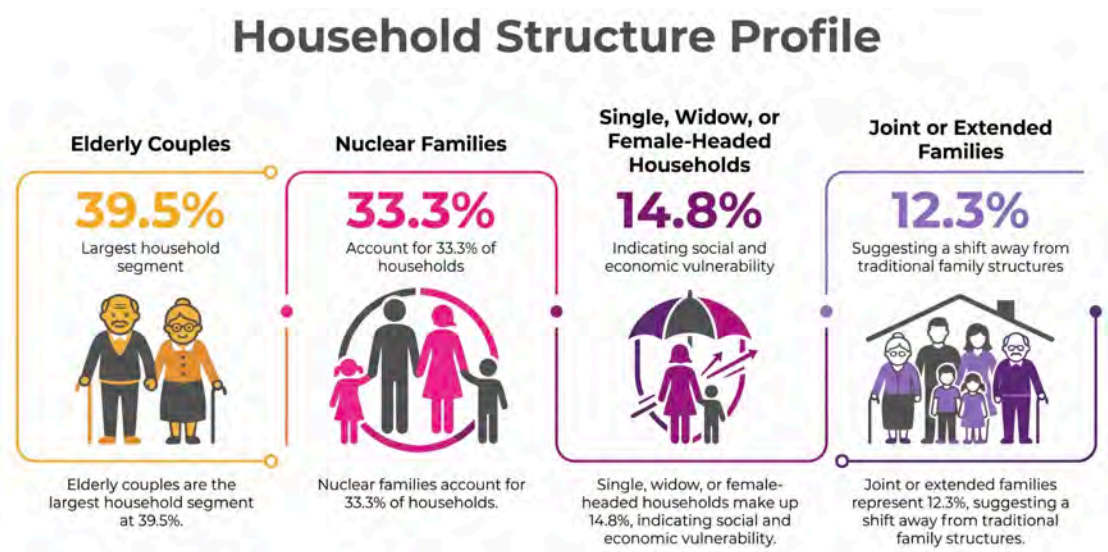 Household Structure Profile
Elderly Couples
39.5%
Largest household
segment
Elderly couples are the
largest household segment
at 39.5%.
Nuclear Families
33.3%
Account for 33.3% of
households
Nuclear families account for
33.3% of households.
Single, Widow, or
Female-Headed
Households
14.8%
Indicating social and
economic vulnerability
Single, widow, or female-
headed households make up
14.8%, indicating social and
economic vulnerability.
Joint or Extended
Families
12.3%
Suggesting a shift away from
traditional family structures
Joint or extended families
represent 12.3%, suggesting a
shift away from traditional
family structures.